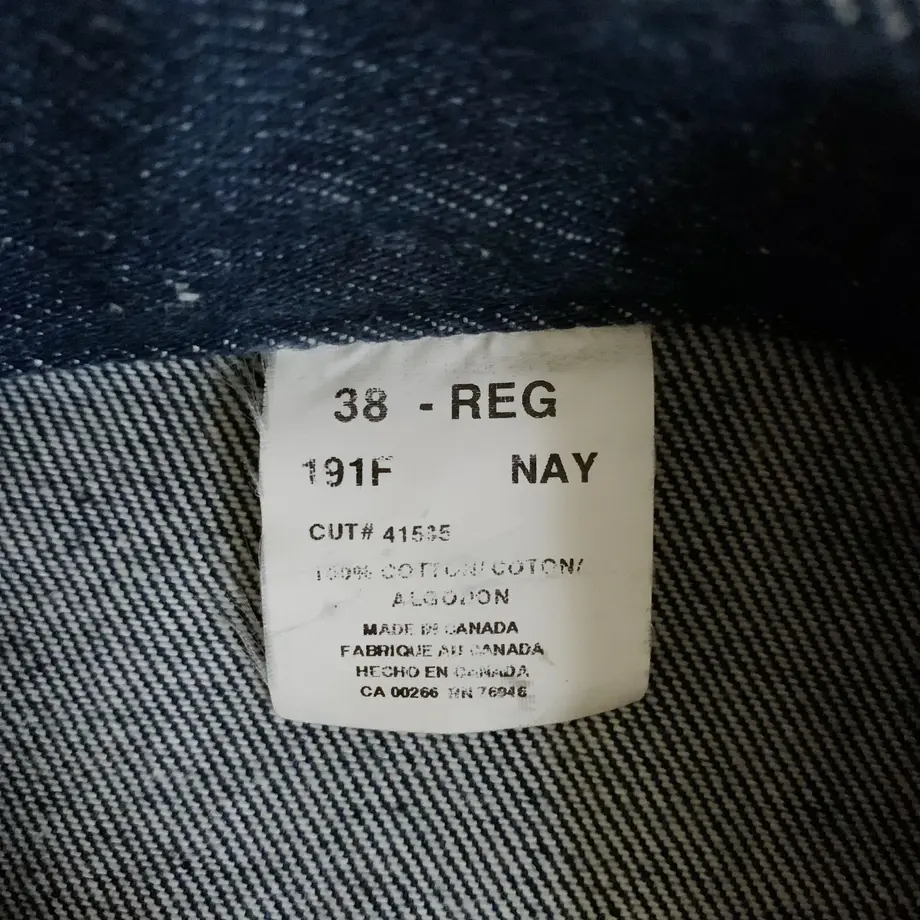 38 - REG
191F NAY
CUT# 41535
100% COTTON/ COTON/
ALGODON
MADE IN CANADA
FABRIQUE AU CANADA
HECHO EN CANADA
CA 00266 RN 76946